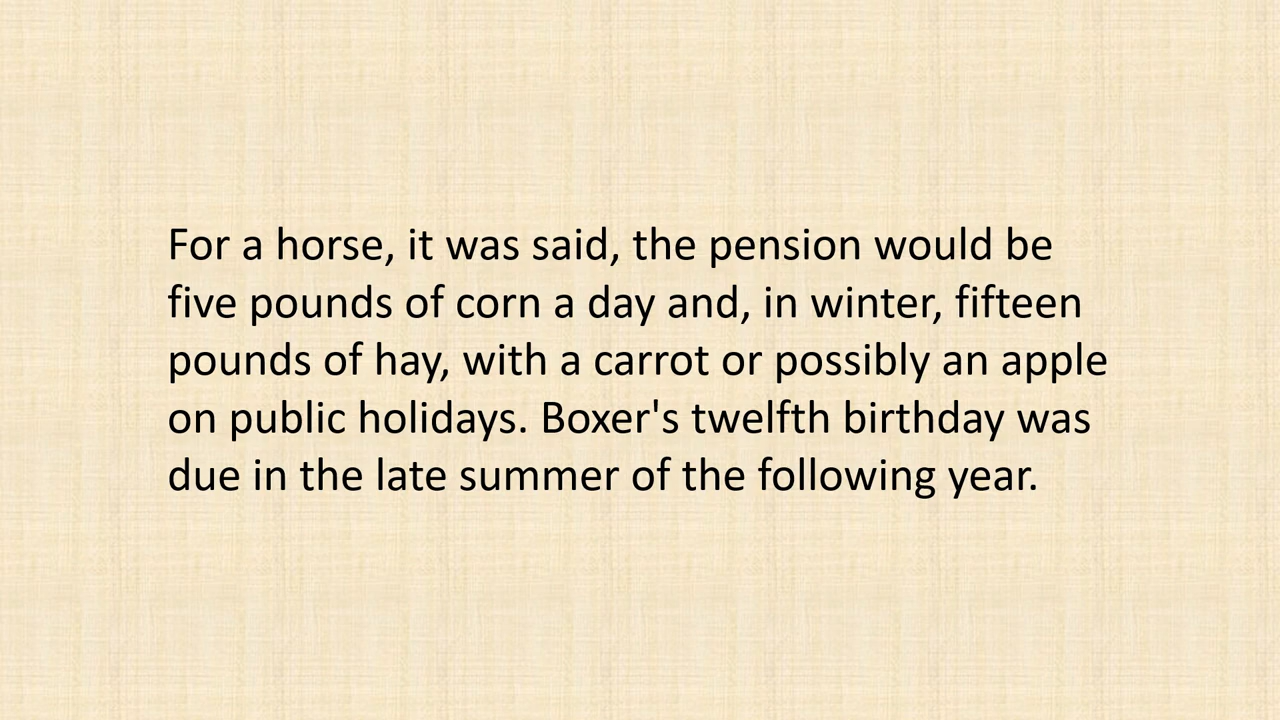 For a horse, it was said, the pension would be
five pounds of corn a day and, in winter, fifteen
pounds of hay, with a carrot or possibly an apple
on public holidays. Boxer's twelfth birthday was
due in the late summer of the following year.